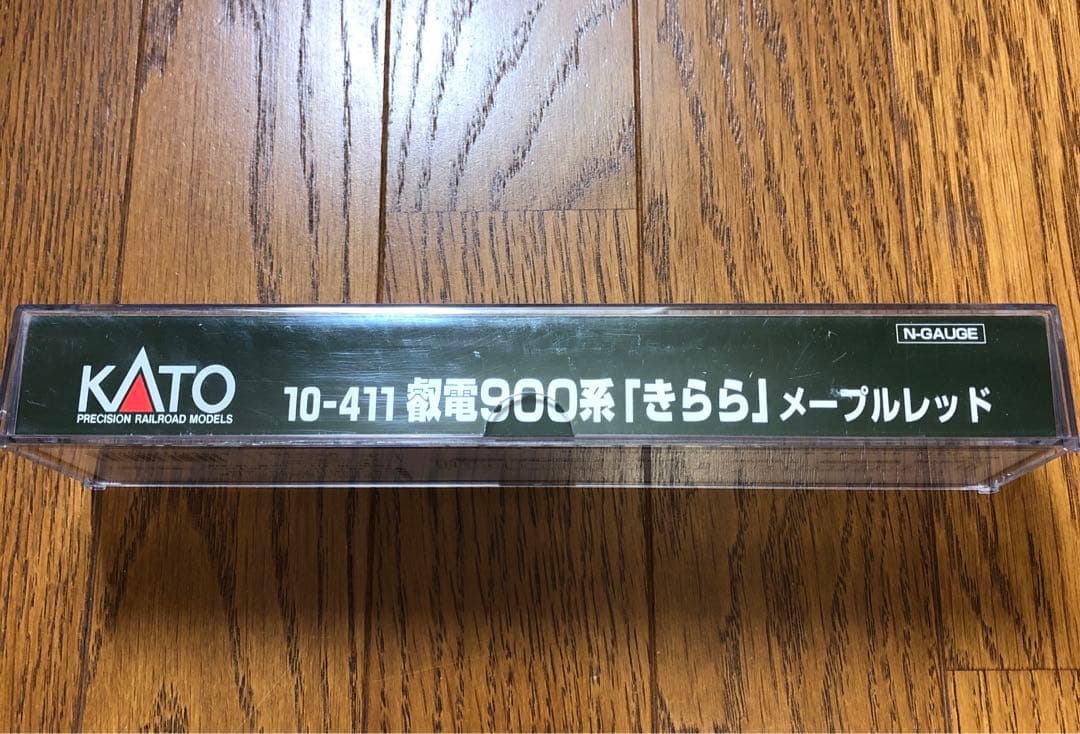 N-GAUGE
KATO
PRECISION RAILROAD MODELS
10-411 叡電900系「きらら」メープルレッド